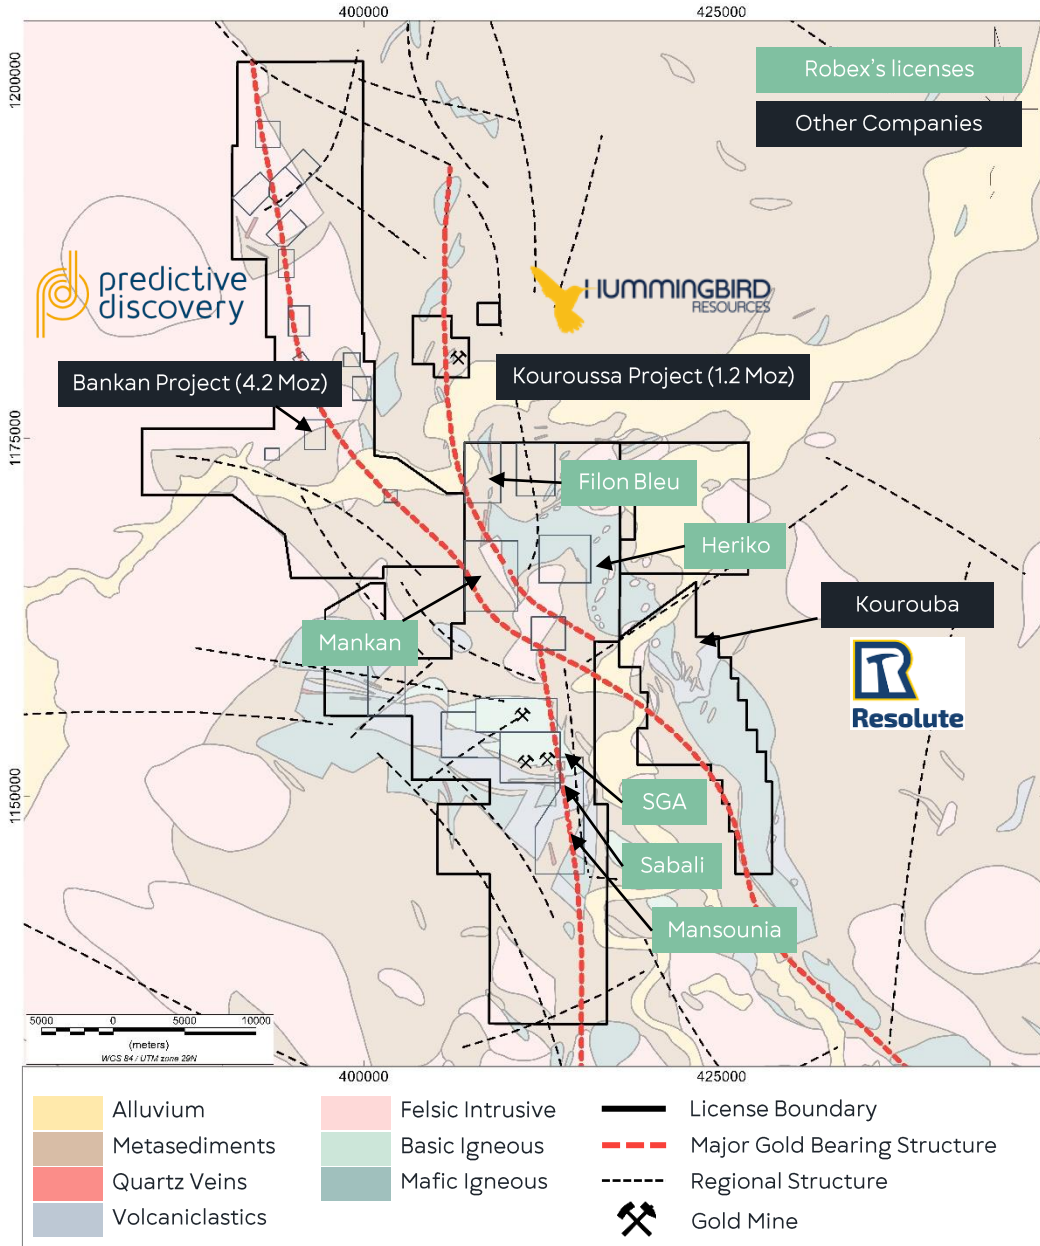 400000
425000
1200000
Robex's licenses
Other Companies
predictive
discovery
HUMMINGBIRD
RESOURCES
Bankan Project (4.2 Moz)
Kouroussa Project (1.2 Moz)
1175000
Filon Bleu
Heriko
Kourouba
Mankan
Resolute
1150000
SGA
Sabali
Mansounia
5000 0 5000 10000
(meters)
WGS 84 / UTM zone 29N
400000
425000
Alluvium
Metasediments
Quartz Veins
Volcaniclastics
Felsic Intrusive
Basic Igneous
Mafic Igneous
License Boundary
Major Gold Bearing Structure
Regional Structure
Gold Mine